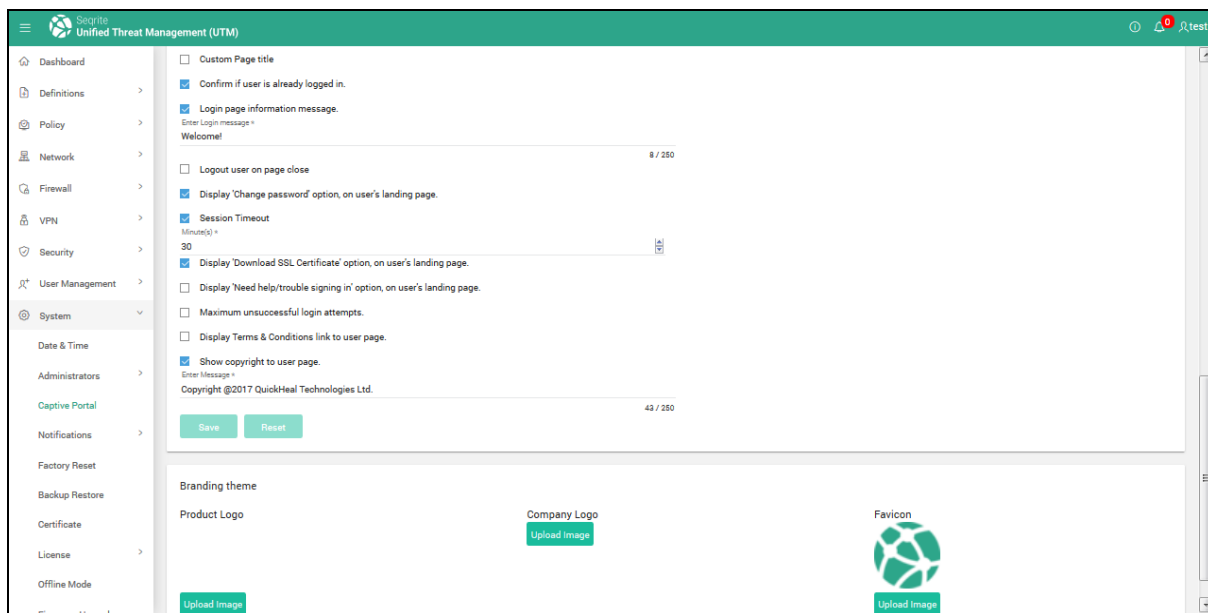 Seqrite
Unified Threat Management (UTM)
0
test
Dashboard
Definitions
Policy
Network
Firewall
VPN
Security
User Management
System
Date & Time
Administrators
Captive Portal
Notifications
Factory Reset
Backup Restore
Certificate
License
Offline Mode
Custom Page title
Confirm if user is already logged in.
Login page information message.
Enter Login message *
Welcome!
8 / 250
Logout user on page close
Display 'Change password' option, on user's landing page.
Session Timeout
Minute(s) *
30
Display 'Download SSL Certificate' option, on user's landing page.
Display 'Need help/trouble signing in' option, on user's landing page.
Maximum unsuccessful login attempts.
Display Terms & Conditions link to user page.
Show copyright to user page.
Enter Message *
Copyright @2017 QuickHeal Technologies Ltd.
43 / 250
Save Reset
Branding theme
Product Logo Company Logo Favicon
Upload Image
Upload Image Upload Image